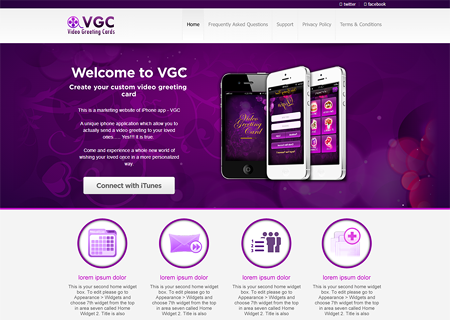 twitter facebook
VGC
Video Greeting Cards
Home Frequently Asked Questions Support Privacy Policy Terms & Conditions
Welcome to VGC
Create your custom video greeting
card
This is a marketing website of iPhone app - VGC
A unique iphone application which allow you to
actually send a video greeting to your loved
ones..... Yes!!!! it is true.
Come and experience a whole new world of
wishing your loved once in a more personalized
way.
Connect with iTunes
Video
Greeting
Card
lorem ipsum dolor
This is your second home widget
box. To edit please go to
Appearance > Widgets and
choose 7th widget from the top
in area seven called Home
Widget 2. Title is also
lorem ipsum dolor
This is your second home widget
box. To edit please go to
Appearance > Widgets and
choose 7th widget from the top
in area seven called Home
Widget 2. Title is also
lorem ipsum dolor
This is your second home widget
box. To edit please go to
Appearance > Widgets and
choose 7th widget from the top
in area seven called Home
Widget 2. Title is also
lorem ipsum dolor
This is your second home widget
box. To edit please go to
Appearance > Widgets and
choose 7th widget from the top
in area seven called Home
Widget 2. Title is also